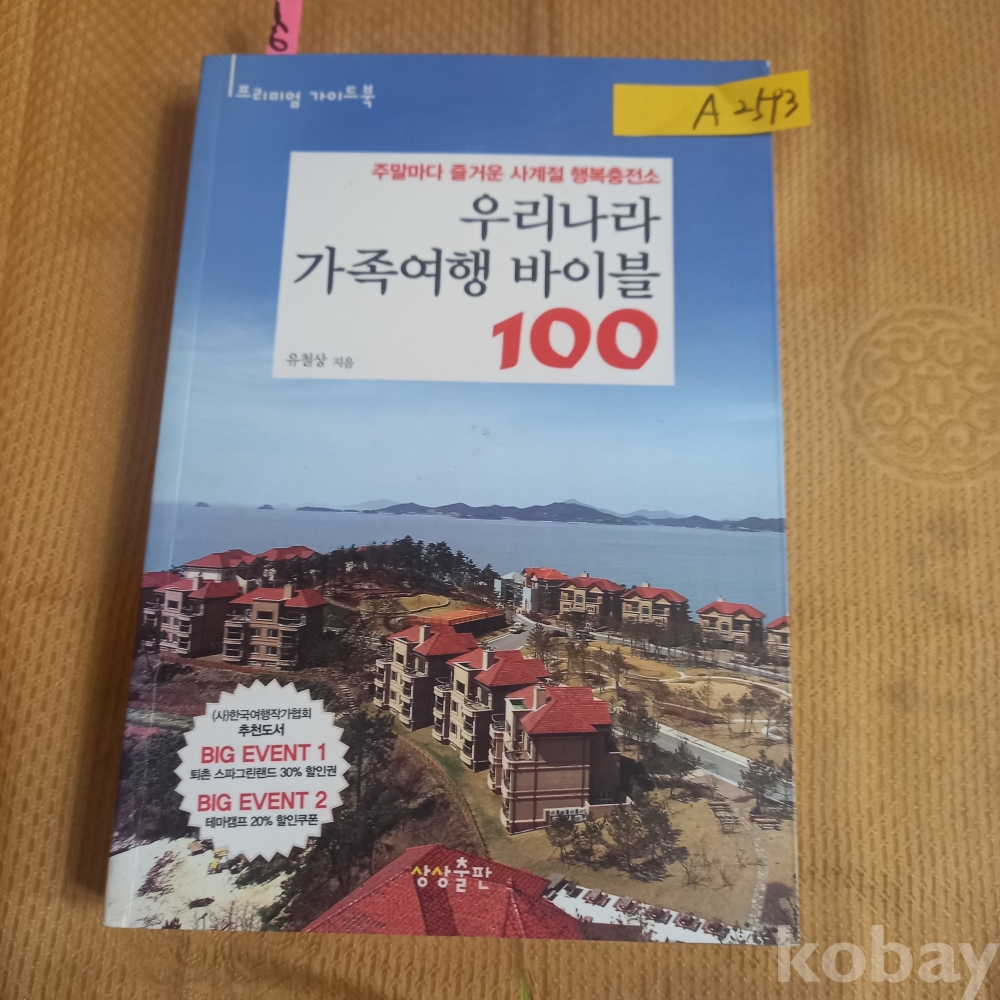 프리미엄 가이드북
A 2593
주말마다 즐거운 사계절 행복충전소
우리나라
가족여행 바이블
100
유철상 지음
(사)한국여행작가협회
추천도서
BIG EVENT 1
퇴촌 스파그린랜드 30% 할인권
BIG EVENT 2
테마캠프 20% 할인쿠폰
상상출판
kobay